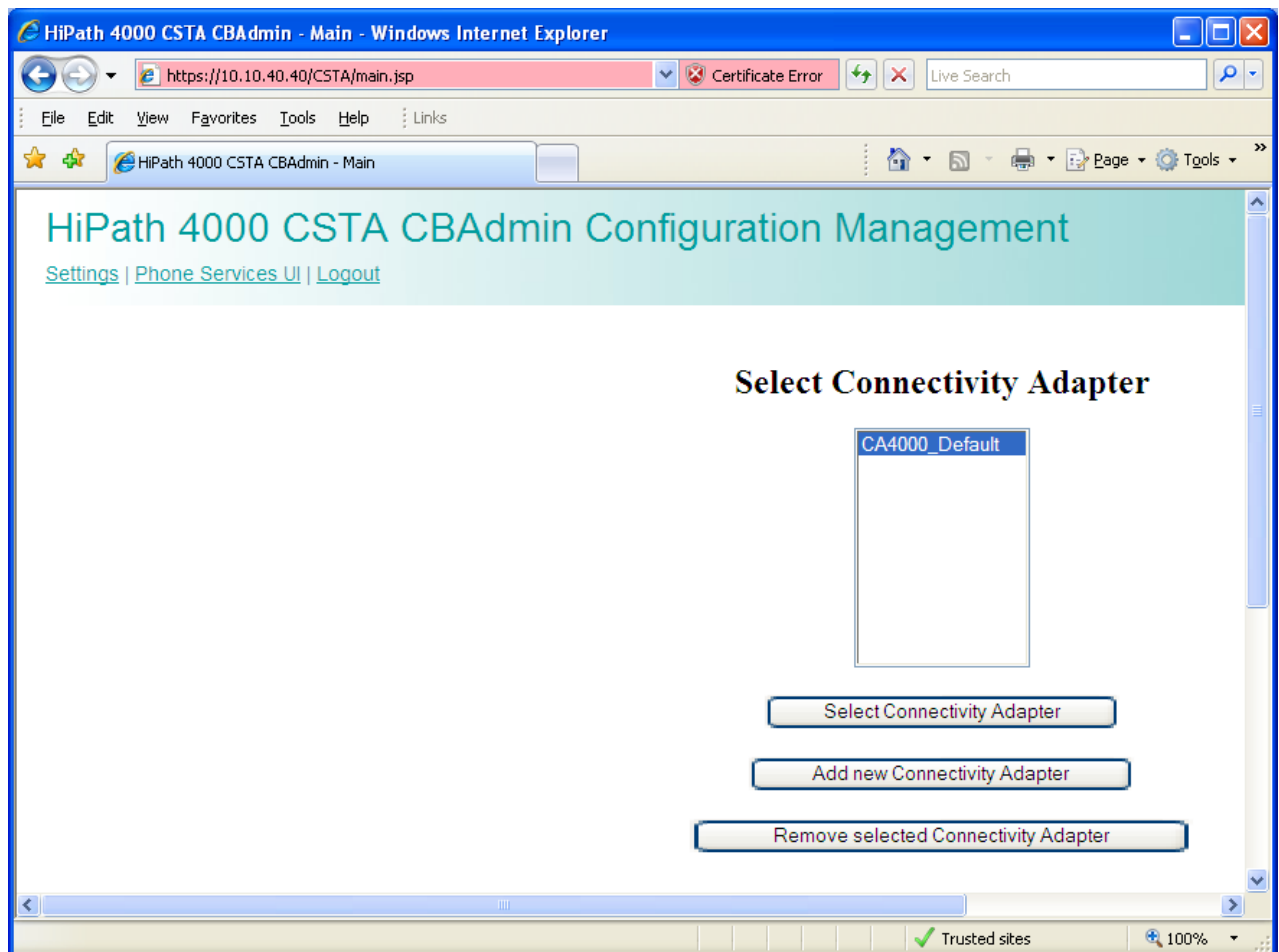 HiPath 4000 CSTA CBAdmin - Main - Windows Internet Explorer
https://10.10.40.40/CSTA/main.jsp Certificate Error Live Search
File Edit View Favorites Tools Help Links
HiPath 4000 CSTA CBAdmin - Main Page Tools »
HiPath 4000 CSTA CBAdmin Configuration Management
Settings | Phone Services UI | Logout
Select Connectivity Adapter
CA4000_Default
Select Connectivity Adapter
Add new Connectivity Adapter
Remove selected Connectivity Adapter
Trusted sites 100%